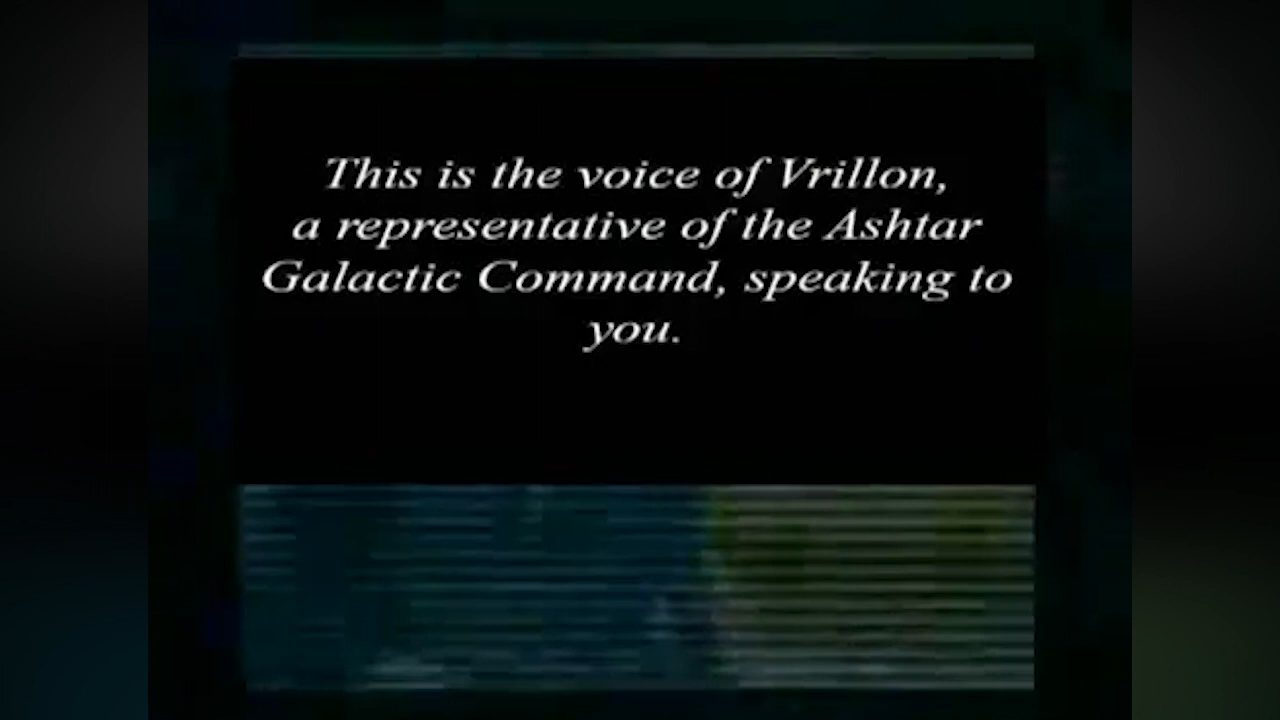 This is the voice of Vrillon,
a representative of the Ashtar
Galactic Command, speaking to
you.